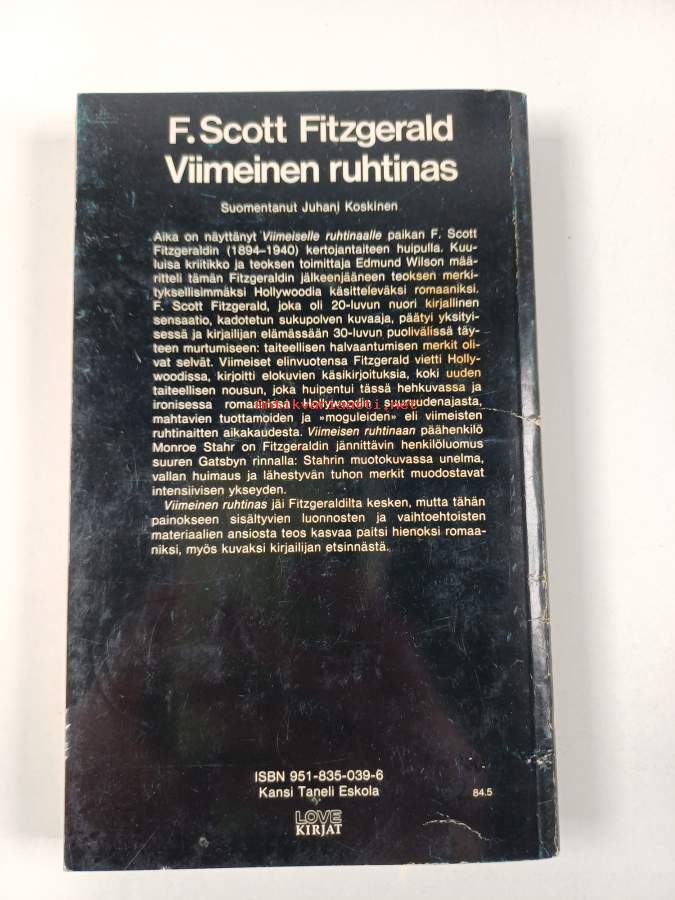 F. Scott Fitzgerald
Viimeinen ruhtinas
Suomentanut Juhani Koskinen
Aika on näyttänyt Viimeiselle ruhtinaalle paikan F. Scott
Fitzgeraldin (1894–1940) kertojantaiteen huipulla. Kuu-
luisa kriitikko ja teoksen toimittaja Edmund Wilson mää-
ritteli tämän Fitzgeraldin jälkeenjääneen teoksen merki-
tyksellisimmäksi Hollywoodia käsitteleväksi romaaniksi.
F. Scott Fitzgerald, joka oli 20-luvun nuori kirjallinen
sensaatio, kadotetun sukupolven kuvaaja, päätyi yksityi-
sessä ja kirjailijan elämässään 30-luvun puolivälissä täy-
teen murtumiseen: taiteellisen halvaantumisen merkit oli-
vat selvät. Viimeiset elinvuotensa Fitzgerald vietti Holly-
woodissa, kirjoitti elokuvien käsikirjoituksia, koki uuden
taiteellisen nousun, joka huipentui tässä hehkuvassa ja
ironisessa romaanissa Hollywoodin suuruudenajasta,
mahtavien tuottamoiden ja »moguleiden» eli viimeisten
ruhtinaitten aikakaudesta. Viimeisen ruhtinaan päähenkilö
Monroe Stahr on Fitzgeraldin jännittävin henkilöluomus
suuren Gatsbyn rinnalla: Stahrin muotokuvassa unelma,
vallan huimaus ja lähestyvän tuhon merkit muodostavat
intensiivisen ykseyden.
Viimeinen ruhtinas jäi Fitzgeraldilta kesken, mutta tähän
painokseen sisältyvien luonnosten ja vaihtoehtoisten
materiaalien ansiosta teos kasvaa paitsi hienoksi romaa-
niksi, myös kuvaksi kirjailijan etsinnästä.
antikvariaatti.net
ISBN 951-835-039-6
Kansi Taneli Eskola
84.5
LOVE
KIRJAT